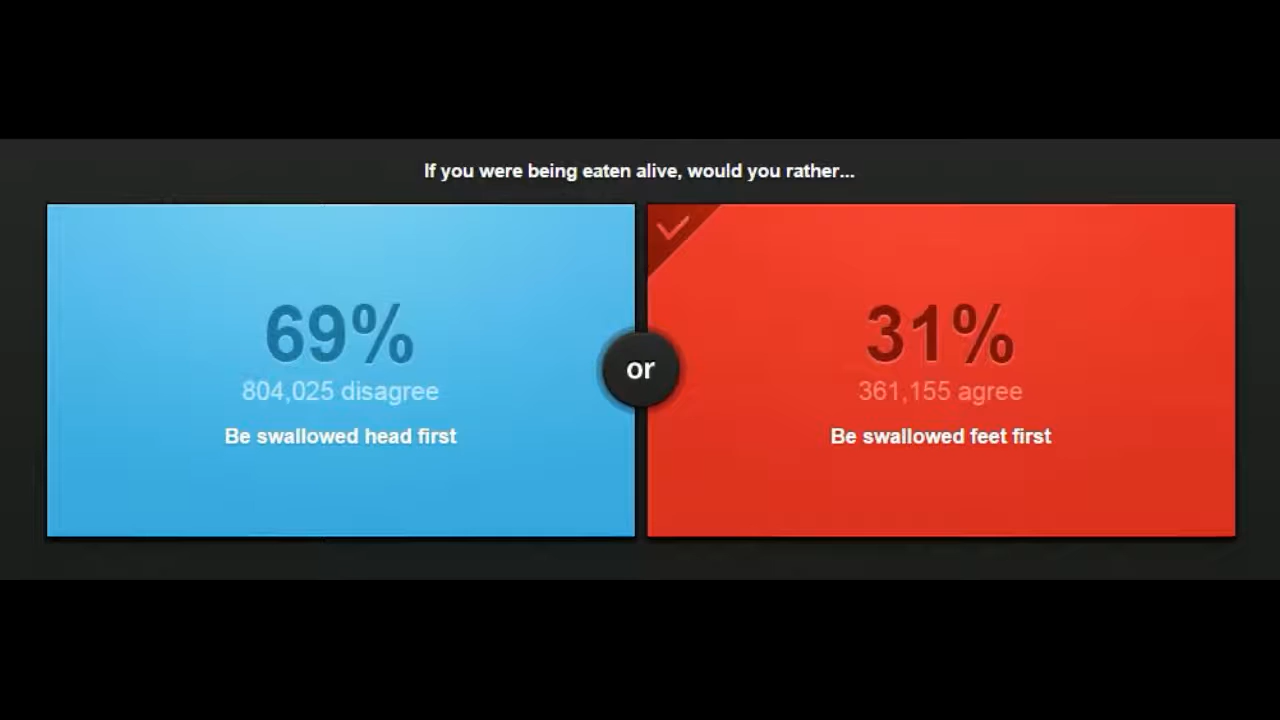 If you were being eaten alive, would you rather...
69%
804,025 disagree
Be swallowed head first
or
31%
361,155 agree
Be swallowed feet first